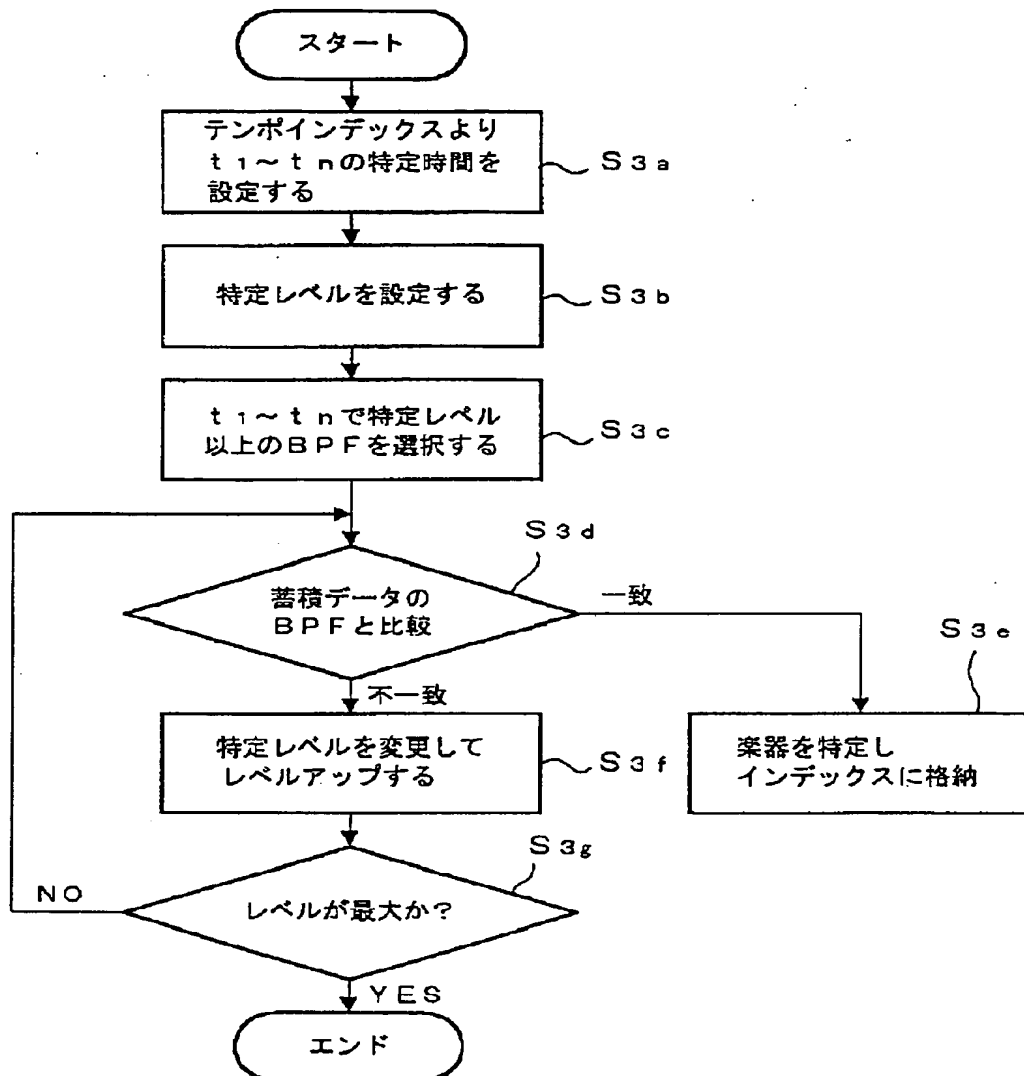 スタート
テンポインデックスより
t1～tnの特定時間を
設定する
S3a
特定レベルを設定する
S3b
t1～tnで特定レベル
以上のBPFを選択する
S3c
S3d
蓄積データの
BPFと比較
一致
S3e
不一致
特定レベルを変更して
レベルアップする
S3f
楽器を特定し
インデックスに格納
S3g
NO
レベルが最大か？
YES
エンド